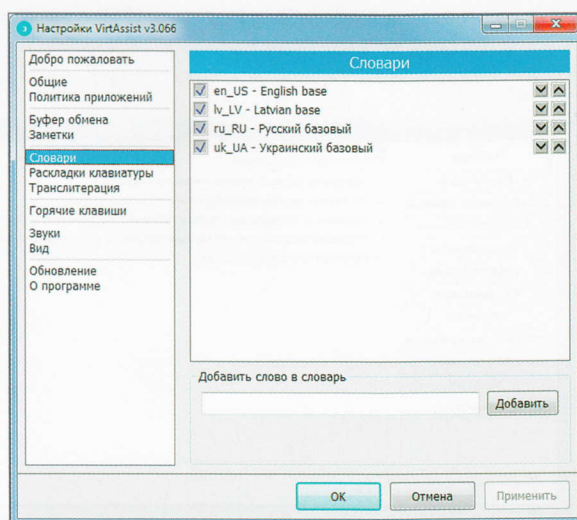 Настройки VirtAssist v3.066
Добро пожаловать
Общие
Политика приложений
Буфер обмена
Заметки
Словари
Раскладки клавиатуры
Транслитерация
Горячие клавиши
Звуки
Вид
Обновление
О программе
Словари
en_US - English base
lv_LV - Latvian base
ru_RU - Русский базовый
uk_UA - Украинский базовый
Добавить слово в словарь
Добавить
ОК
Отмена
Применить